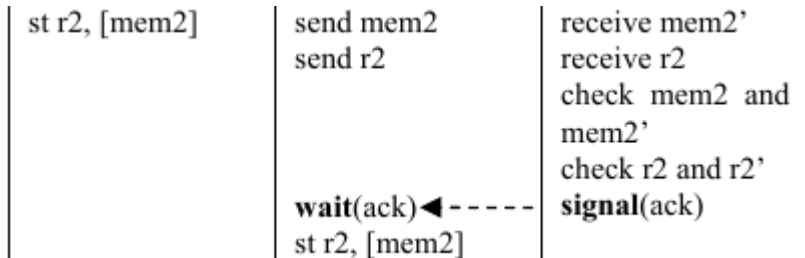 st r2, [mem2]
send mem2
send r2
wait(ack)
st r2, [mem2]
receive mem2’
receive r2
check mem2 and
mem2’
check r2 and r2’
signal(ack)